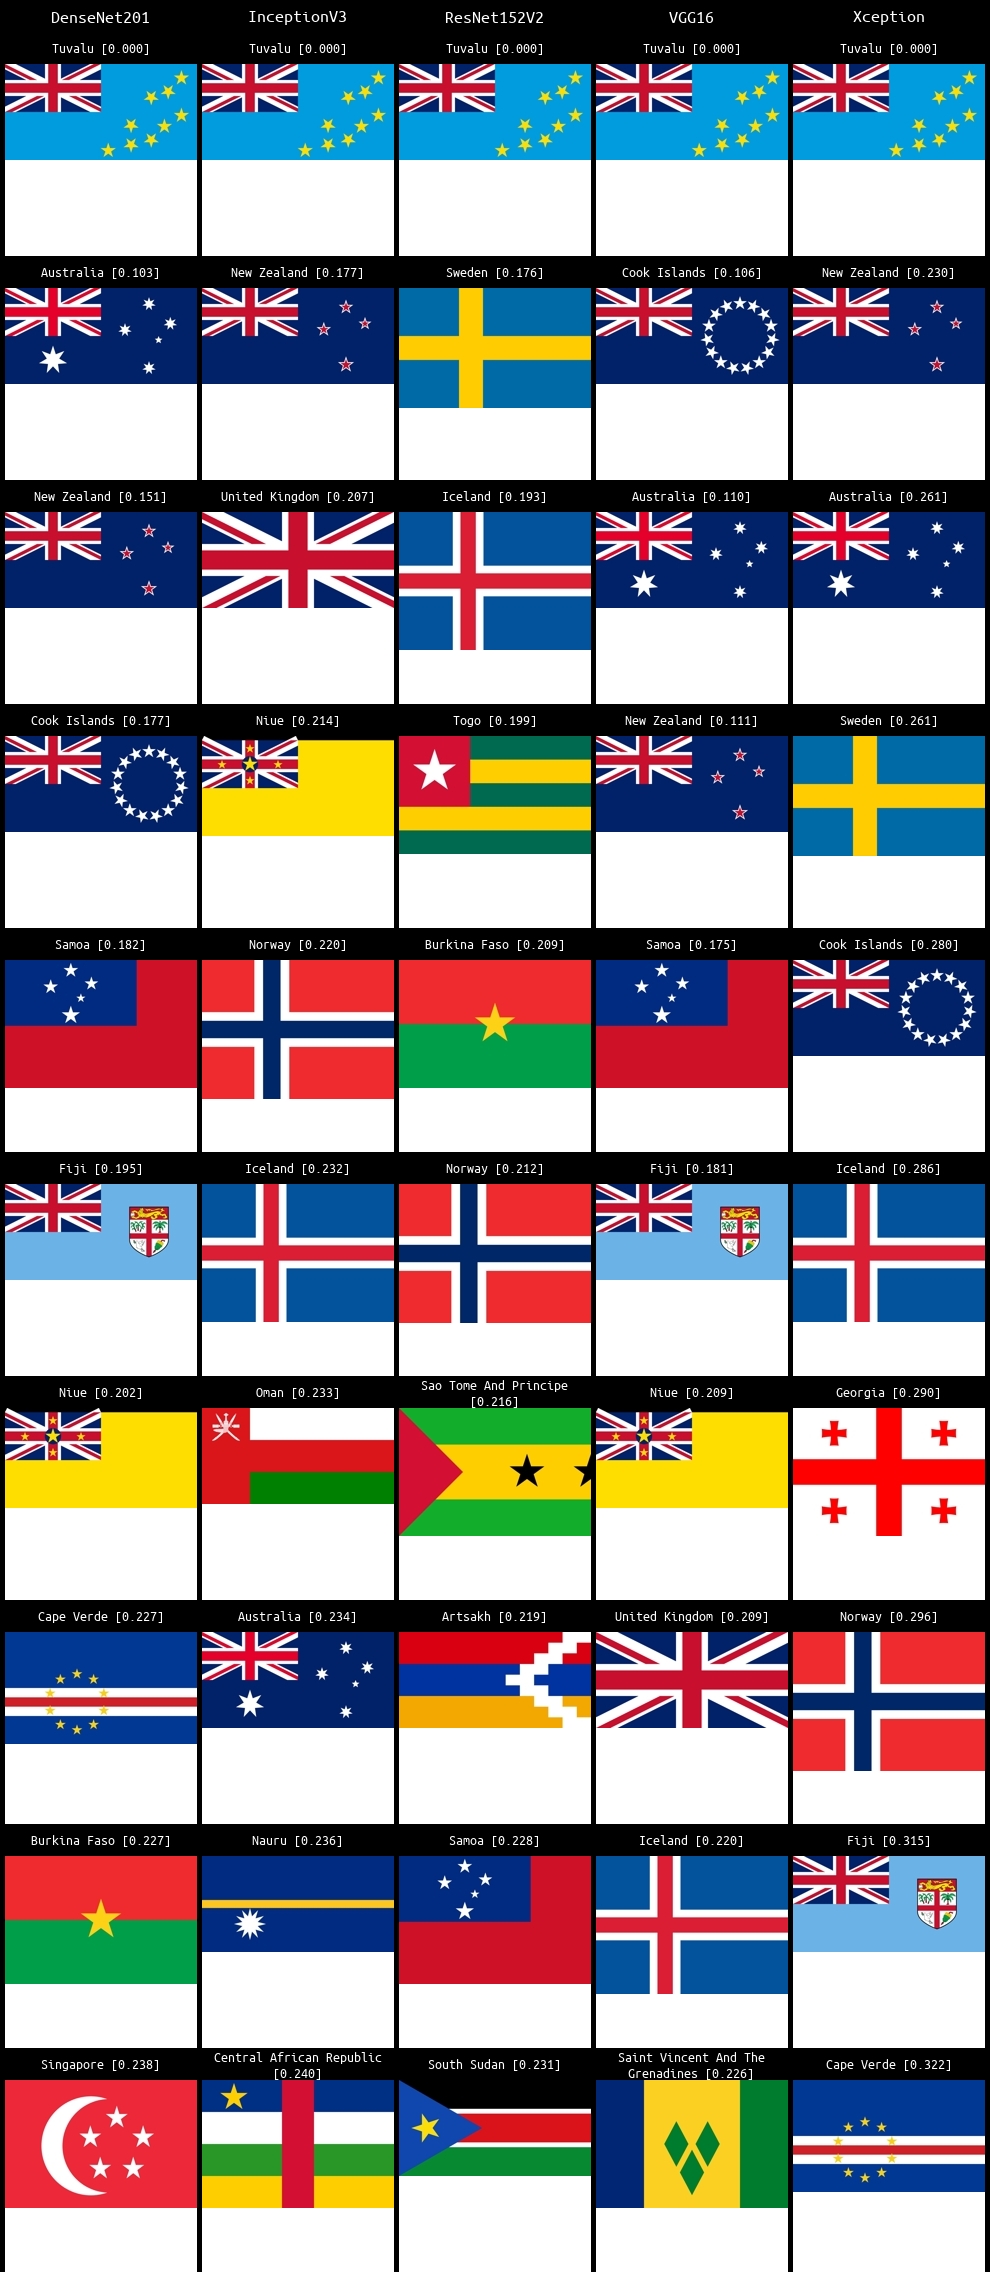 DenseNet201 InceptionV3 ResNet152V2 VGG16 Xception
Tuvalu [0.000] Tuvalu [0.000] Tuvalu [0.000] Tuvalu [0.000] Tuvalu [0.000]
Australia [0.103] New Zealand [0.177] Sweden [0.176] Cook Islands [0.106] New Zealand [0.230]
New Zealand [0.151] United Kingdom [0.207] Iceland [0.193] Australia [0.110] Australia [0.261]
Cook Islands [0.177] Niue [0.214] Togo [0.199] New Zealand [0.111] Sweden [0.261]
Samoa [0.182] Norway [0.220] Burkina Faso [0.209] Samoa [0.175] Cook Islands [0.280]
Fiji [0.195] Iceland [0.232] Norway [0.212] Fiji [0.181] Iceland [0.286]
Niue [0.202] Oman [0.233] Sao Tome And Principe
[0.216] Niue [0.209] Georgia [0.290]
Cape Verde [0.227] Australia [0.234] Artsakh [0.219] United Kingdom [0.209] Norway [0.296]
Burkina Faso [0.227] Nauru [0.236] Samoa [0.228] Iceland [0.220] Fiji [0.315]
Singapore [0.238] Central African Republic
[0.240] South Sudan [0.231] Saint Vincent And The
Grenadines [0.226] Cape Verde [0.322]